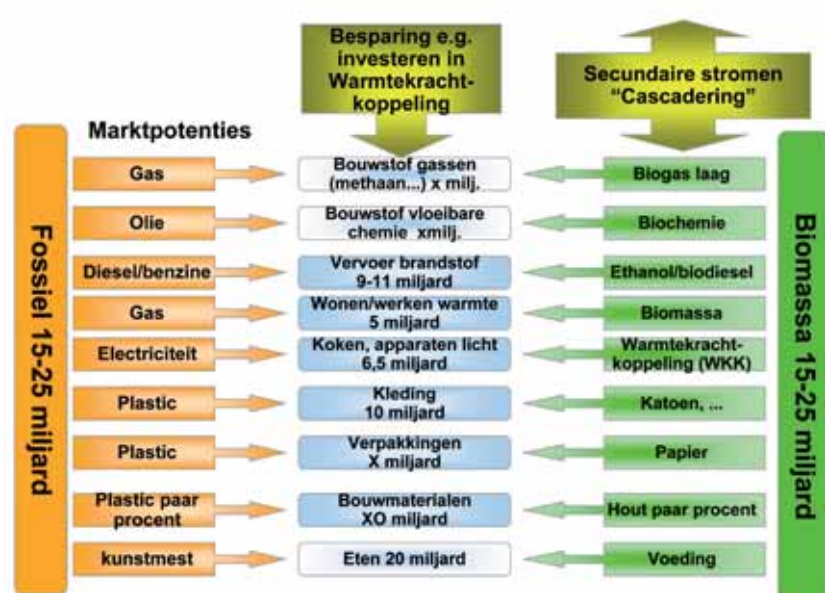 Besparing e.g.
investeren in
Warmtekracht-
koppeling
Secundaire stromen
“Cascadering”
Marktpotenties
Fossiel 15-25 miljard
Biomassa 15-25 miljard
Gas
Bouwstof gassen
(methaan...) x milj.
Biogas laag
Olie
Bouwstof vloeibare
chemie xmilj.
Biochemie
Diesel/benzine
Vervoer brandstof
9-11 miljard
Ethanol/biodiesel
Gas
Wonen/werken warmte
5 miljard
Biomassa
Electriciteit
Koken, apparaten licht
6,5 miljard
Warmtekracht-
koppeling (WKK)
Plastic
Kleding
10 miljard
Katoen, ...
Plastic
Verpakkingen
X miljard
Papier
Plastic paar
procent
Bouwmaterialen
XO miljard
Hout paar procent
kunstmest
Eten 20 miljard
Voeding